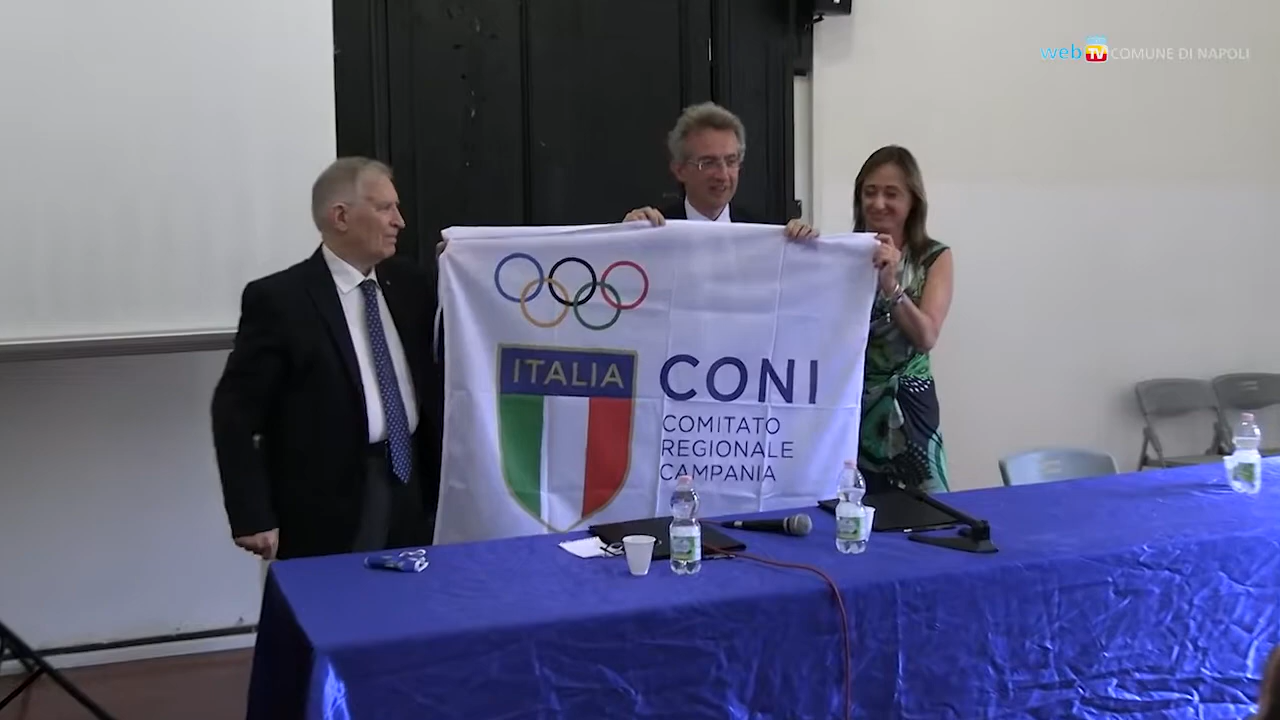 web TV COMUNE DI NAPOLI
ITALIA
CONI
COMITATO
REGIONALE
CAMPANIA